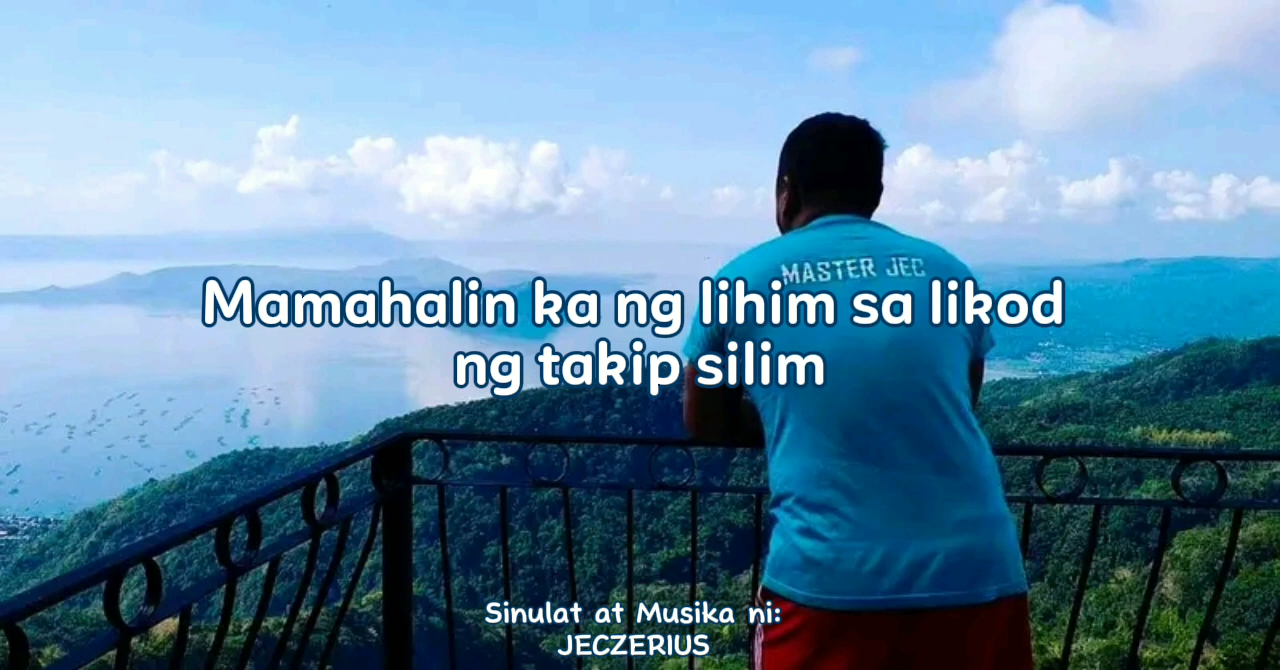 MASTER JEC
Mamahalin ka ng lihim sa likod
ng takip silim
Sinulat at Musika ni:
JECZERIUS